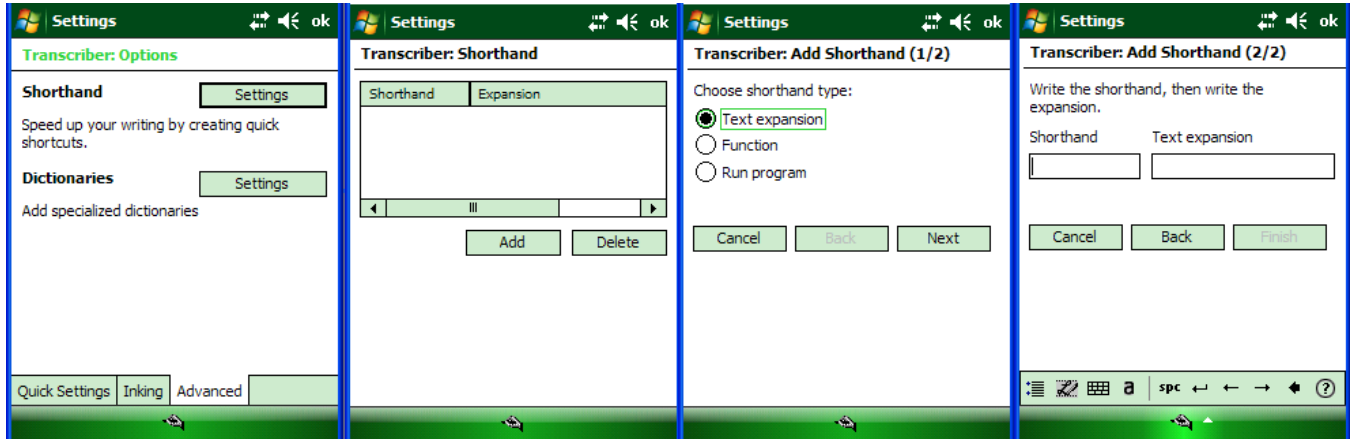 Settings ok
Transcriber: Options
Shorthand Settings
Speed up your writing by creating quick
shortcuts.
Dictionaries Settings
Add specialized dictionaries
Quick Settings Inking Advanced
Settings ok
Transcriber: Shorthand
Shorthand Expansion
Add Delete
Settings ok
Transcriber: Add Shorthand (1/2)
Choose shorthand type:
Text expansion
Function
Run program
Cancel Back Next
Settings ok
Transcriber: Add Shorthand (2/2)
Write the shorthand, then write the
expansion.
Shorthand Text expansion
Cancel Back Finish
a spc ?